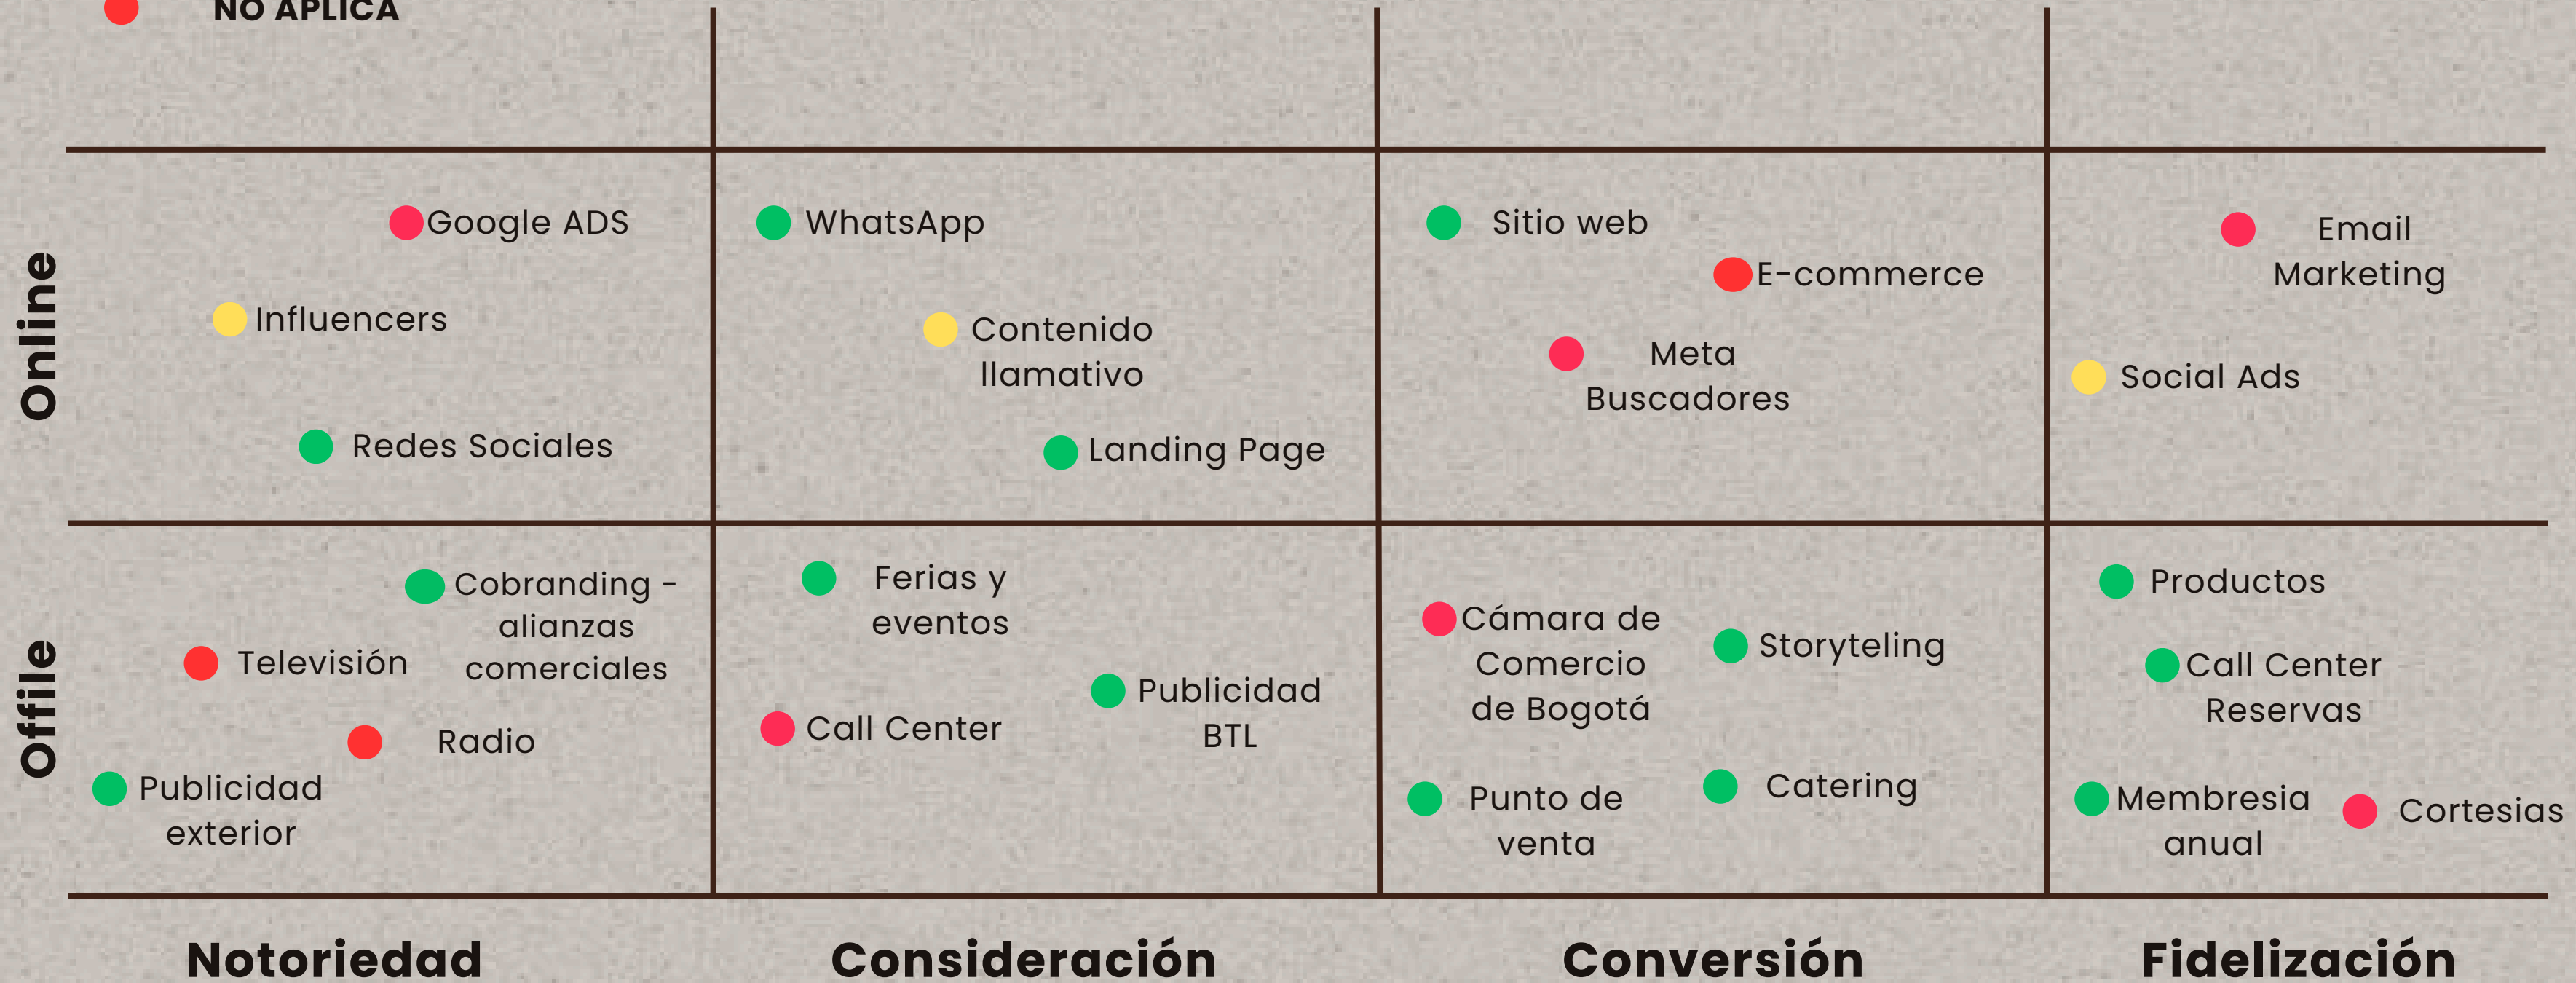 NO APLICA
Online
Google ADS
Influencers
Redes Sociales
WhatsApp
Contenido
llamativo
Landing Page
Sitio web
E-commerce
Meta
Buscadores
Email
Marketing
Social Ads
Offile
Cobranding -
alianzas
comerciales
Televisión
Radio
Publicidad
exterior
Ferias y
eventos
Publicidad
BTL
Call Center
Cámara de
Comercio
de Bogotá
Storyteling
Punto de
venta
Catering
Productos
Call Center
Reservas
Membresia
anual
Cortesias
Notoriedad
Consideración
Conversión
Fidelización